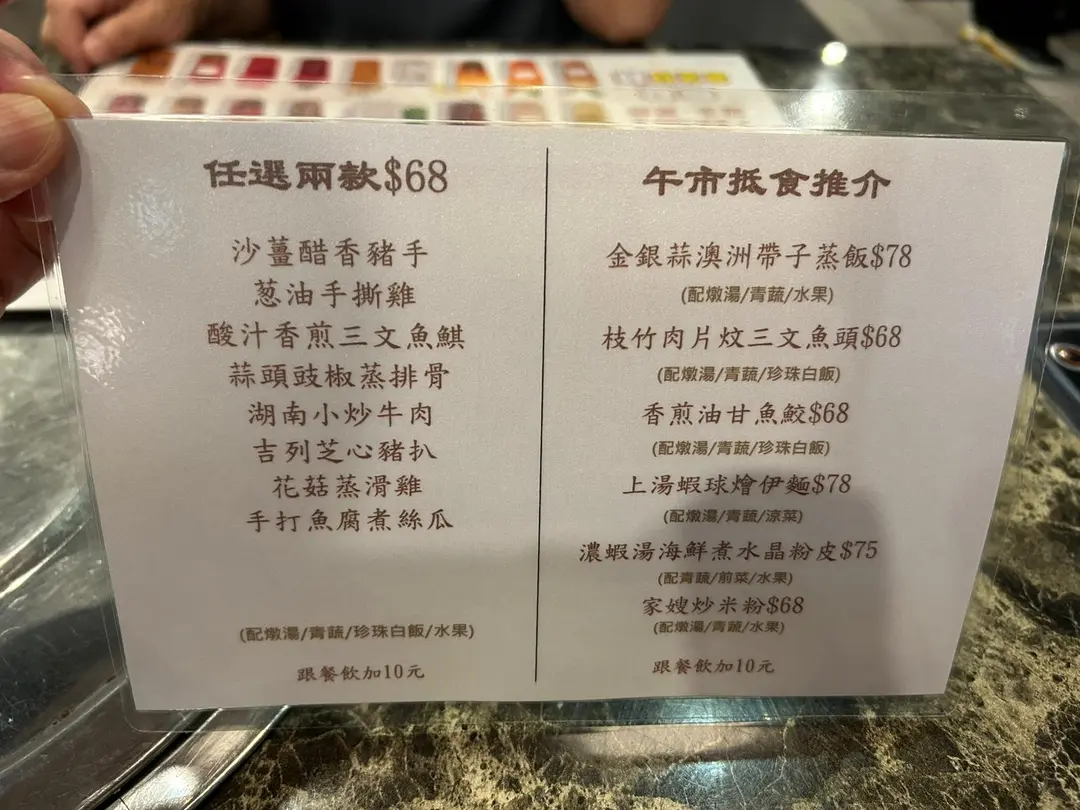 任選兩款$68
沙薑醋香豬手
葱油手撕雞
酸汁香煎三文魚鯕
蒜頭豉椒蒸排骨
湖南小炒牛肉
吉列芝心豬扒
花菇蒸滑雞
手打魚腐煮絲瓜
(配燉湯/青蔬/珍珠白飯/水果)
跟餐飲加10元
午市抵食推介
金銀蒜澳洲帶子蒸飯$78
(配燉湯/青蔬/水果)
枝竹肉片炆三文魚頭$68
(配燉湯/青蔬/珍珠白飯)
香煎油甘魚鮫$68
(配燉湯/青蔬/珍珠白飯)
上湯蝦球燴伊麵$78
(配燉湯/青蔬/涼菜)
濃蝦湯海鮮煮水晶粉皮$75
(配青蔬/前菜/水果)
家嫂炒米粉$68
(配燉湯/青蔬/水果)
跟餐飲加10元